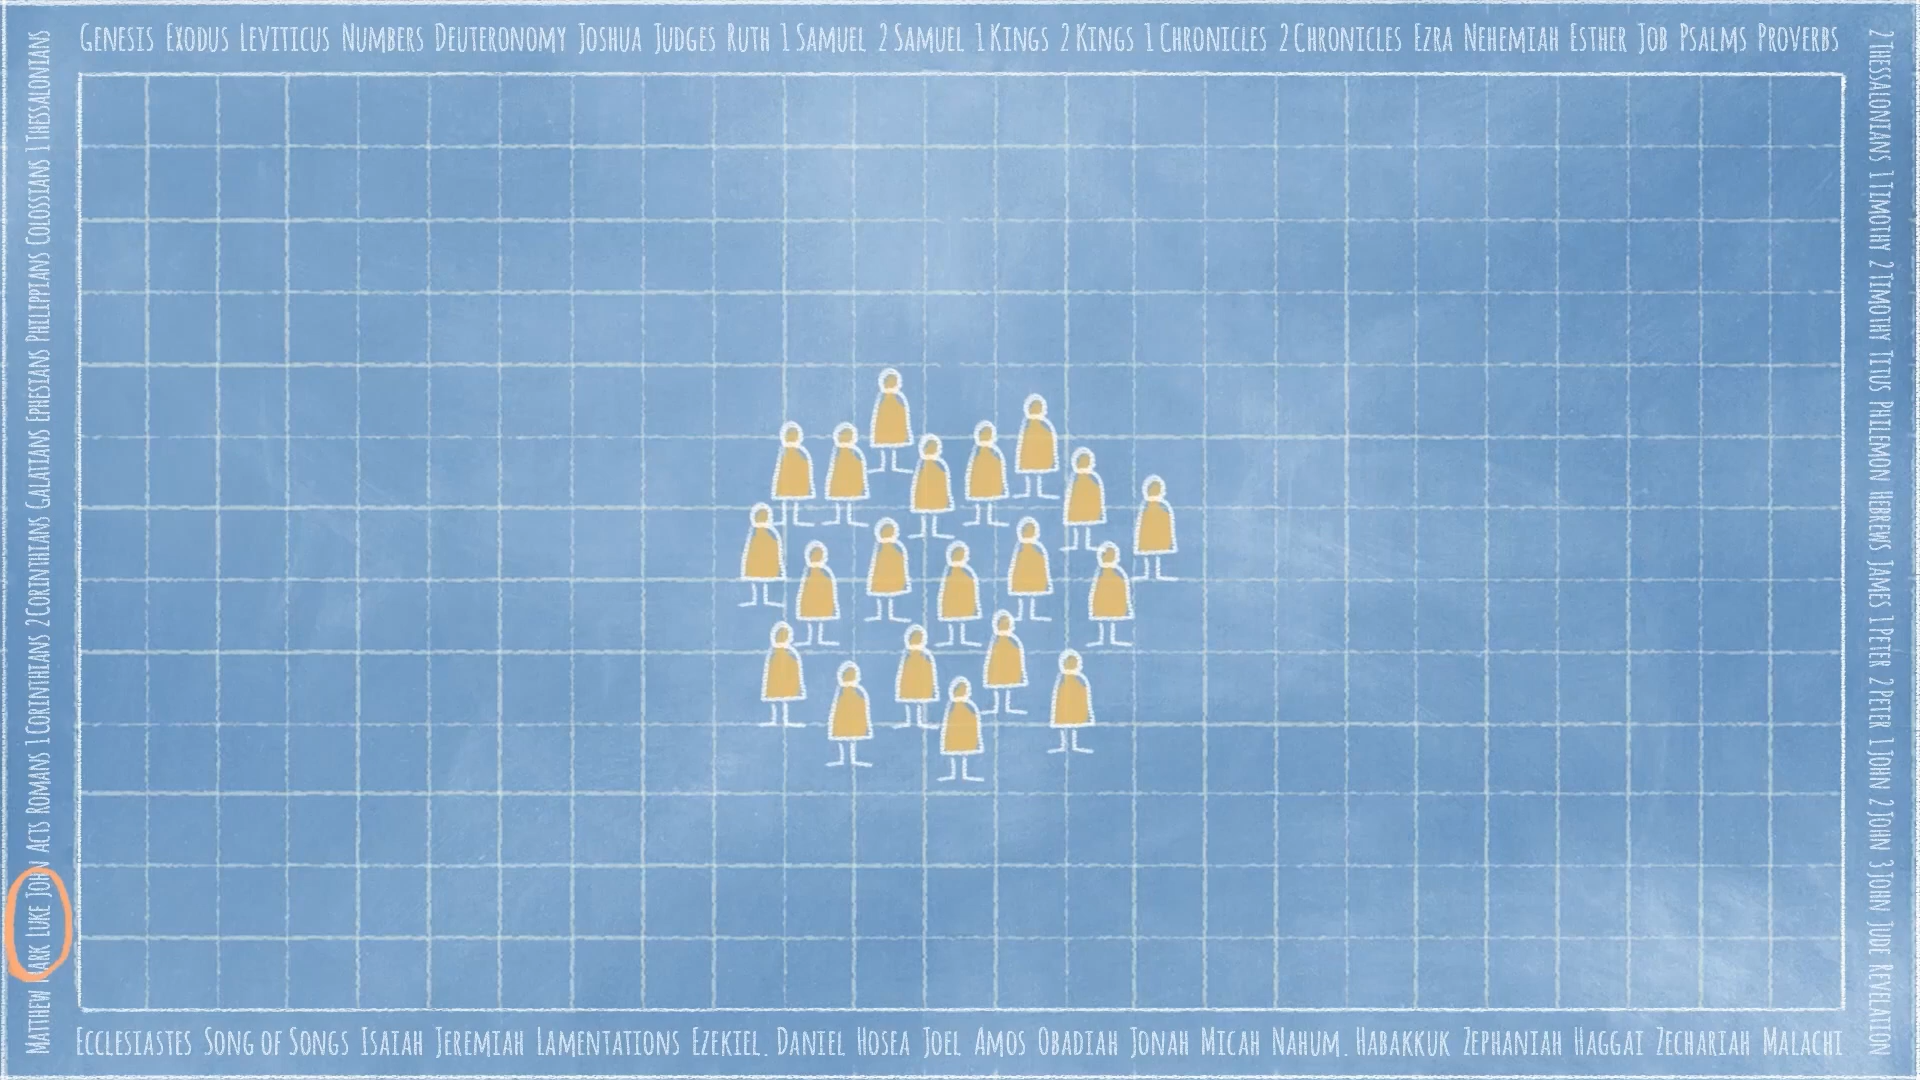 Genesis Exodus Leviticus Numbers Deuteronomy Joshua Judges Ruth 1 Samuel 2 Samuel 1 Kings 2 Kings 1 Chronicles 2 Chronicles Ezra Nehemiah Esther Job Psalms Proverbs
Ecclesiastes Song of Songs Isaiah Jeremiah Lamentations Ezekiel. Daniel Hosea Joel Amos Obadiah Jonah Micah Nahum. Habakkuk Zephaniah Haggai Zechariah Malachi
Matthew Mark Luke John Acts Romans 1 Corinthians 2 Corinthians Galatians Ephesians Philippians Colossians 1 Thessalonians
2 Thessalonians 1 Timothy 2 Timothy Titus Philemon Hebrews James 1 Peter 2 Peter 1 John 2 John 3 John Jude Revelation